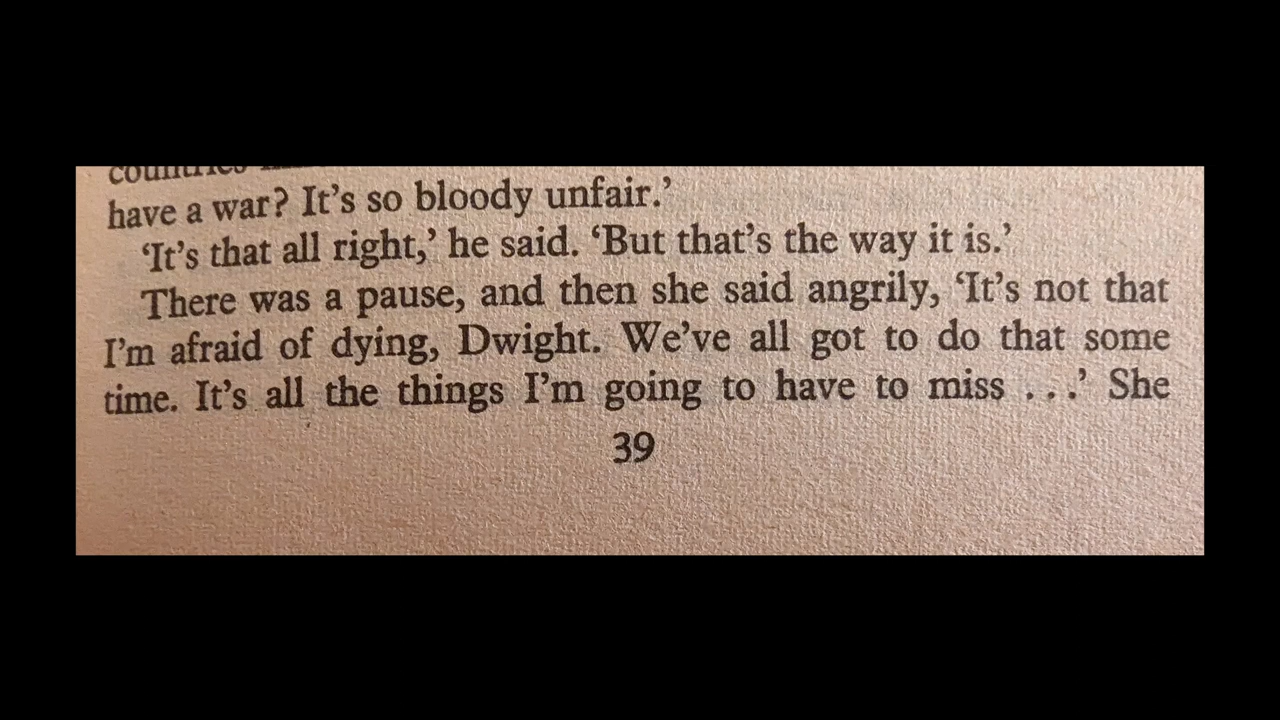 countries
have a war? It’s so bloody unfair.’
‘It’s that all right,’ he said. ‘But that’s the way it is.’
There was a pause, and then she said angrily, ‘It’s not that
I’m afraid of dying, Dwight. We’ve all got to do that some
time. It’s all the things I’m going to have to miss . . .’ She
39